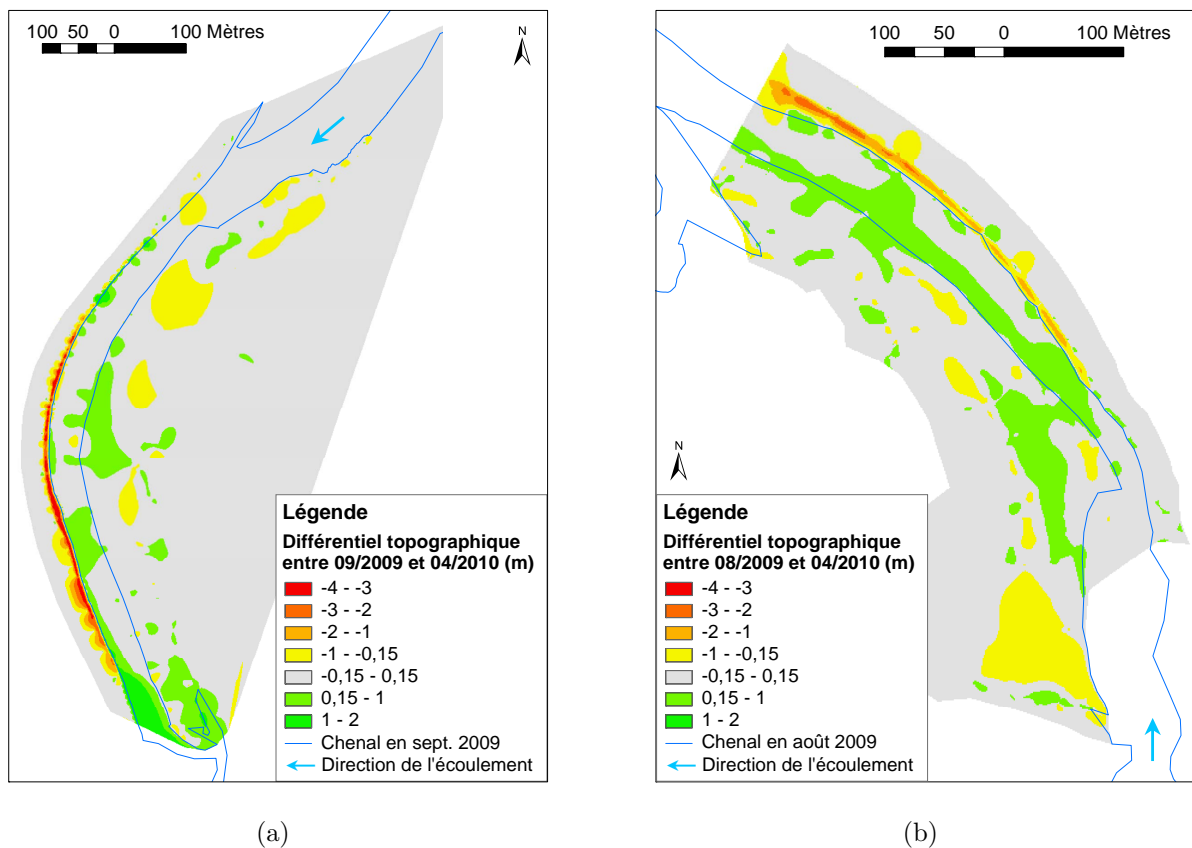 100 50 0 100 Mètres
N
Légende
Différentiel topographique
entre 09/2009 et 04/2010 (m)
-4 - -3
-3 - -2
-2 - -1
-1 - -0,15
-0,15 - 0,15
0,15 - 1
1 - 2
Chenal en sept. 2009
Direction de l'écoulement
(a)
100 50 0 100 Mètres
N
Légende
Différentiel topographique
entre 08/2009 et 04/2010 (m)
-4 - -3
-3 - -2
-2 - -1
-1 - -0,15
-0,15 - 0,15
0,15 - 1
1 - 2
Chenal en août 2009
Direction de l'écoulement
(b)